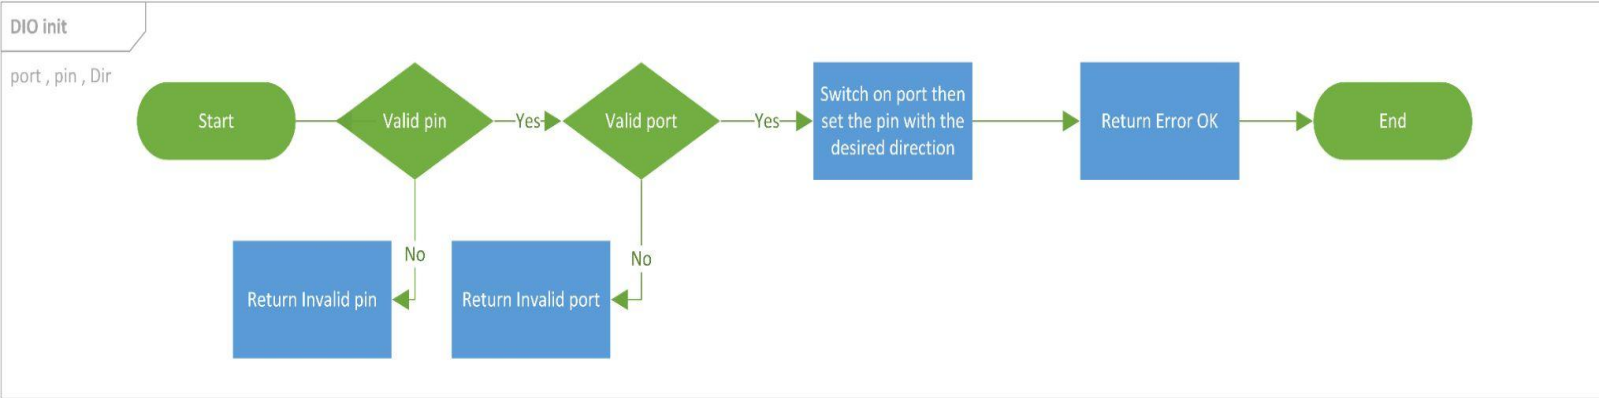 DIO init
port , pin , Dir
Start
Valid pin
Yes
Valid port
Yes
Switch on port then
set the pin with the
desired direction
Return Error OK
End
No
No
Return Invalid pin
Return Invalid port